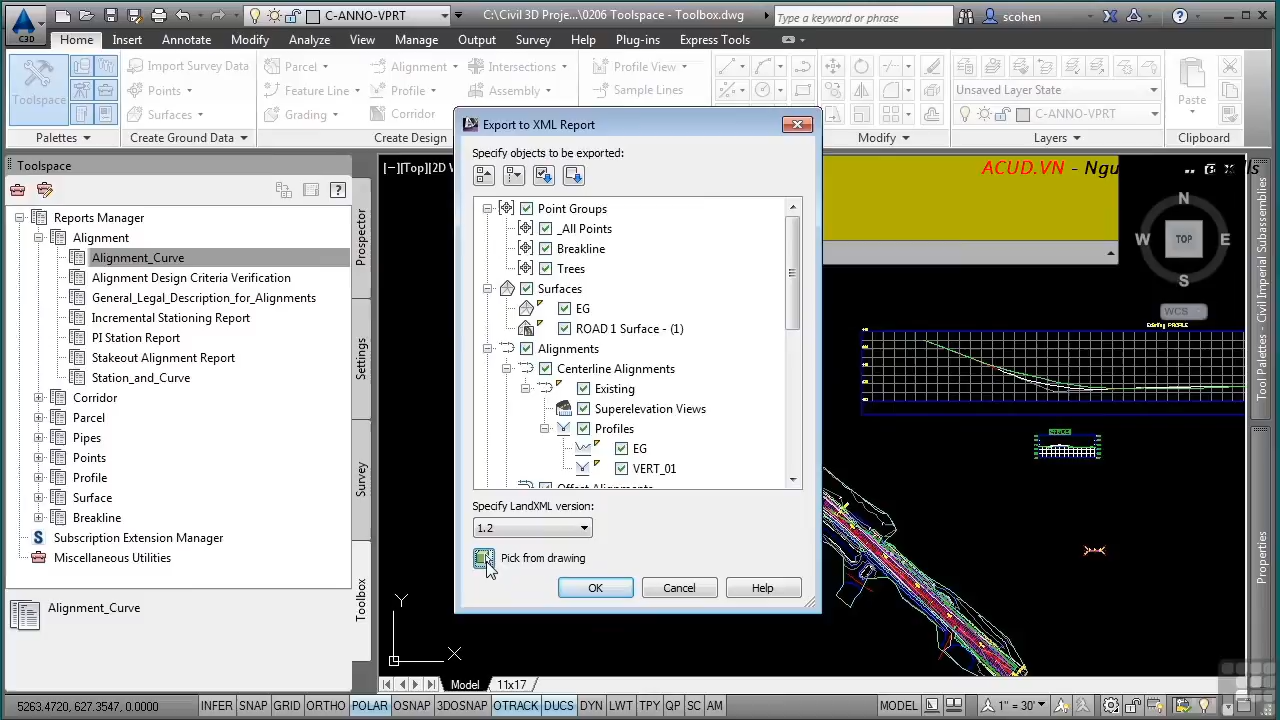 C-ANNO-VPRT
C:\Civil 3D Proje...\0206 Toolspace - Toolbox.dwg
Type a keyword or phrase
scohen
C3D
Home Insert Annotate Modify Analyze View Manage Output Survey Help Plug-ins Express Tools
Toolspace
Import Survey Data
Points
Surfaces
Parcel
Feature Line
Grading
Alignment
Profile
Corridor
Intersections
Assembly
Profile View
Sample Lines
Unsaved Layer State
C-ANNO-VPRT
Paste
Palettes
Create Ground Data
Create Design
Modify
Layers
Clipboard
Toolspace
Reports Manager
Alignment
Alignment_Curve
Alignment Design Criteria Verification
General_Legal_Description_for_Alignments
Incremental Stationing Report
PI Station Report
Stakeout Alignment Report
Station_and_Curve
Corridor
Parcel
Pipes
Points
Profile
Surface
Breakline
Subscription Extension Manager
Miscellaneous Utilities
Alignment_Curve
Prospector
Settings
Survey
Toolbox
[−][Top][2D W
Export to XML Report
Specify objects to be exported:
Point Groups
_All Points
Breakline
Trees
Surfaces
EG
ROAD 1 Surface - (1)
Alignments
Centerline Alignments
Existing
Superelevation Views
Profiles
EG
VERT_01
Offset Alignments
Specify LandXML version:
1.2
Pick from drawing
OK Cancel Help
ACUD.VN - Ngu
N
W TOP E
S
WCS
Existing PROFILE
Tool Palettes - Civil Imperial Subassemblies
Properties
Y
X
Model 11x17
5263.4720, 627.3547, 0.0000
INFER SNAP GRID ORTHO POLAR OSNAP 3DOSNAP OTRACK DUCS DYN LWT TPY QP SC AM
MODEL
1" = 30'